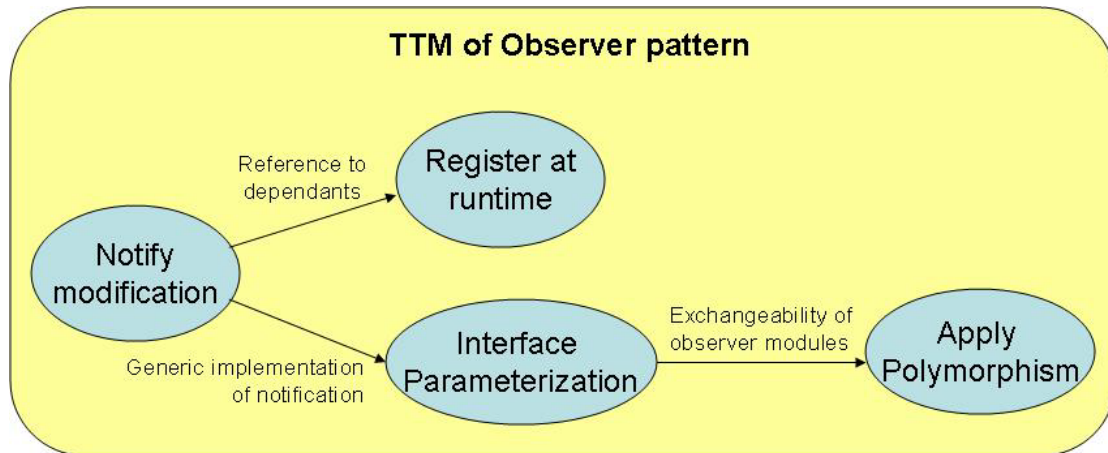 TTM of Observer pattern
Reference to
dependants
Register at
runtime
Notify
modification
Generic implementation
of notification
Interface
Parameterization
Exchangeability of
observer modules
Apply
Polymorphism